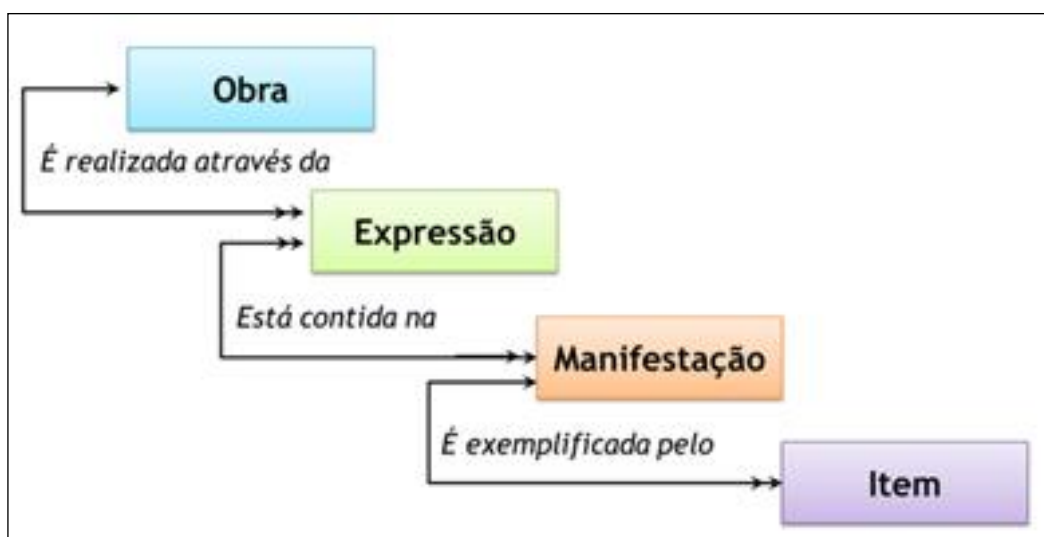 Obra
É realizada através da
Expressão
Está contida na
Manifestação
É exemplificada pelo
Item